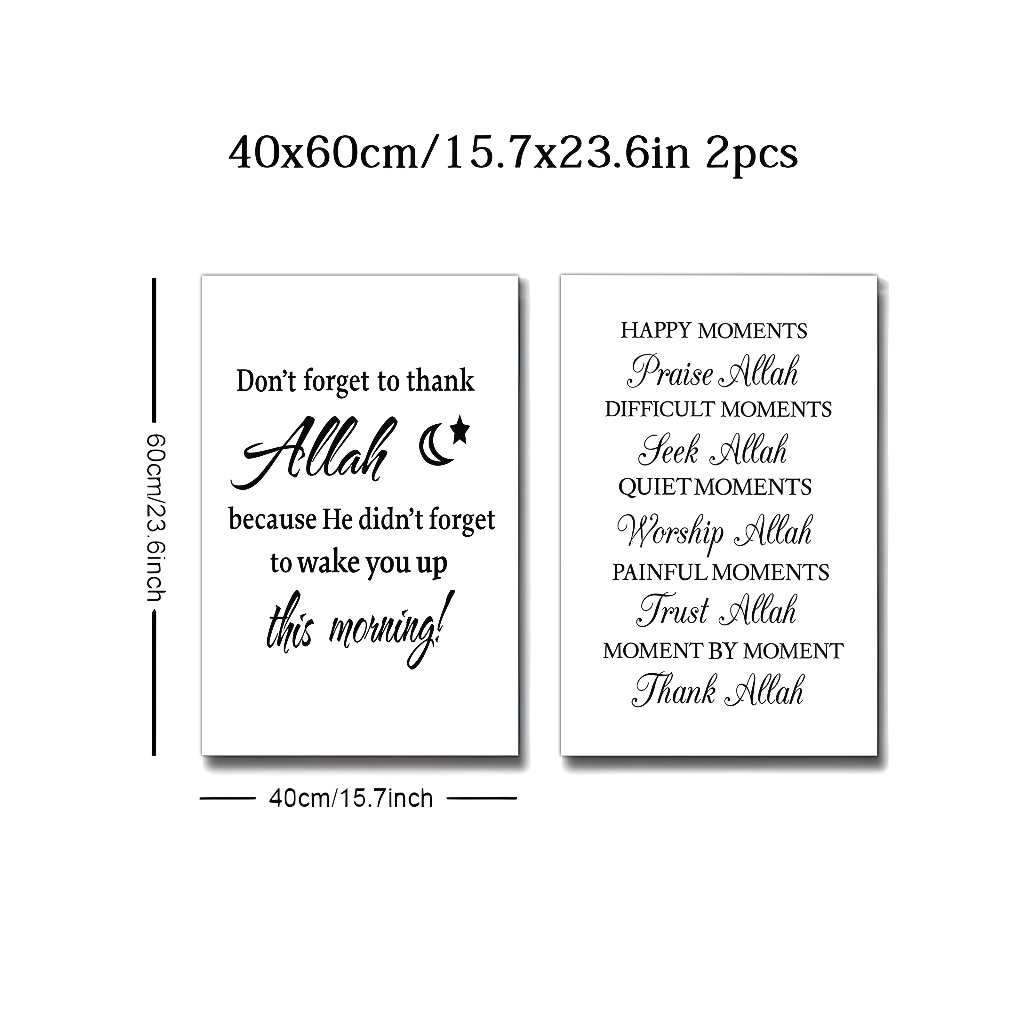 40x60cm/15.7x23.6in 2pcs
Don't forget to thank
Allah
because He didn't forget
to wake you up
this morning!
HAPPY MOMENTS
Praise Allah
DIFFICULT MOMENTS
Seek Allah
QUIET MOMENTS
Worship Allah
PAINFUL MOMENTS
Trust Allah
MOMENT BY MOMENT
Thank Allah
60cm/23.6inch
40cm/15.7inch